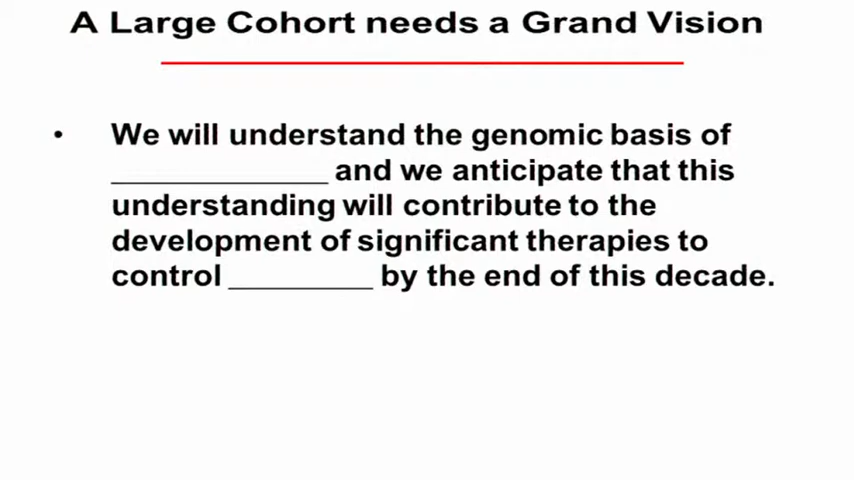 A Large Cohort needs a Grand Vision
• We will understand the genomic basis of
_____________ and we anticipate that this
understanding will contribute to the
development of significant therapies to
control _________ by the end of this decade.